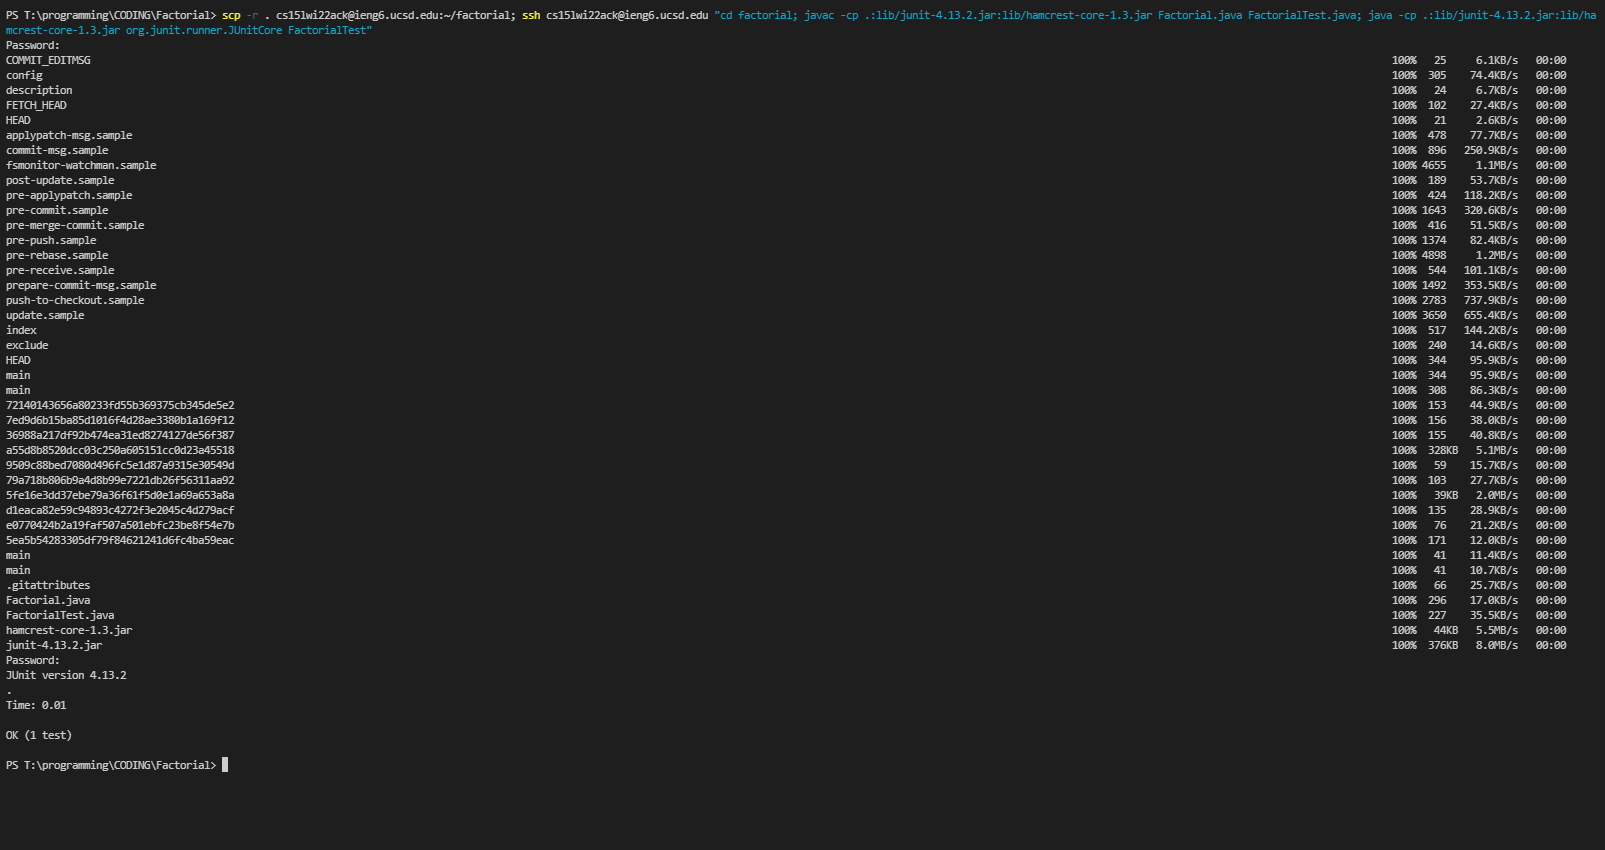 PS T:\programming\CODING\Factorial> scp -r . cs15lwi22ack@ieng6.ucsd.edu:~/factorial; ssh cs15lwi22ack@ieng6.ucsd.edu "cd factorial; javac -cp .:lib/junit-4.13.2.jar:lib/hamcrest-core-1.3.jar Factorial.java FactorialTest.java; java -cp .:lib/junit-4.13.2.jar:lib/ha
mcrest-core-1.3.jar org.junit.runner.JUnitCore FactorialTest"
Password:
COMMIT_EDITMSG 100% 25 6.1KB/s 00:00
config 100% 305 74.4KB/s 00:00
description 100% 24 6.7KB/s 00:00
FETCH_HEAD 100% 102 27.4KB/s 00:00
HEAD 100% 21 2.6KB/s 00:00
applypatch-msg.sample 100% 478 77.7KB/s 00:00
commit-msg.sample 100% 896 250.9KB/s 00:00
fsmonitor-watchman.sample 100% 4655 1.1MB/s 00:00
post-update.sample 100% 189 53.7KB/s 00:00
pre-applypatch.sample 100% 424 118.2KB/s 00:00
pre-commit.sample 100% 1643 320.6KB/s 00:00
pre-merge-commit.sample 100% 416 51.5KB/s 00:00
pre-push.sample 100% 1374 82.4KB/s 00:00
pre-rebase.sample 100% 4898 1.2MB/s 00:00
pre-receive.sample 100% 544 101.1KB/s 00:00
prepare-commit-msg.sample 100% 1492 353.5KB/s 00:00
push-to-checkout.sample 100% 2783 737.9KB/s 00:00
update.sample 100% 3650 655.4KB/s 00:00
index 100% 517 144.2KB/s 00:00
exclude 100% 240 14.6KB/s 00:00
HEAD 100% 344 95.9KB/s 00:00
main 100% 344 95.9KB/s 00:00
main 100% 308 86.3KB/s 00:00
72140143656a80233fd55b369375cb345de5e2 100% 153 44.9KB/s 00:00
7ed9d6b15ba85d1016f4d28ae3380b1a169f12 100% 156 38.0KB/s 00:00
36988a217df92b474ea31ed8274127de56f387 100% 155 40.8KB/s 00:00
a55d8b8520dcc03c250a605151cc0d23a45518 100% 328KB 5.1MB/s 00:00
9509c88bed7080d496fc5e1d87a9315e30549d 100% 59 15.7KB/s 00:00
79a718b806b9a4d8b99e7221db26f56311aa92 100% 103 27.7KB/s 00:00
5fe16e3dd37ebe79a36f61f5d0e1a69a653a8a 100% 39KB 2.0MB/s 00:00
d1eaca82e59c94893c4272f3e2045c4d279acf 100% 135 28.9KB/s 00:00
e0770424b2a19faf507a501ebfc23be8f54e7b 100% 76 21.2KB/s 00:00
5ea5b54283305df79f84621241d6fc4ba59eac 100% 171 12.0KB/s 00:00
main 100% 41 11.4KB/s 00:00
main 100% 41 10.7KB/s 00:00
.gitattributes 100% 66 25.7KB/s 00:00
Factorial.java 100% 296 17.0KB/s 00:00
FactorialTest.java 100% 227 35.5KB/s 00:00
hamcrest-core-1.3.jar 100% 44KB 5.5MB/s 00:00
junit-4.13.2.jar 100% 376KB 8.0MB/s 00:00
Password:
JUnit version 4.13.2
.
Time: 0.01
OK (1 test)
PS T:\programming\CODING\Factorial>